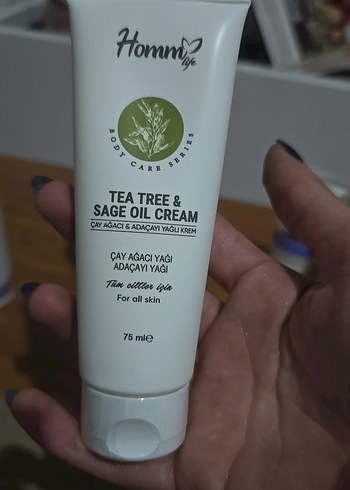 Homm
life
BODY CARE SERIES
TEA TREE &
SAGE OIL CREAM
ÇAY AĞACI & ADAÇAYI YAĞLI KREM
ÇAY AĞACI YAĞI
ADAÇAYI YAĞI
Tüm ciltler için
For all skin
75 ml℮